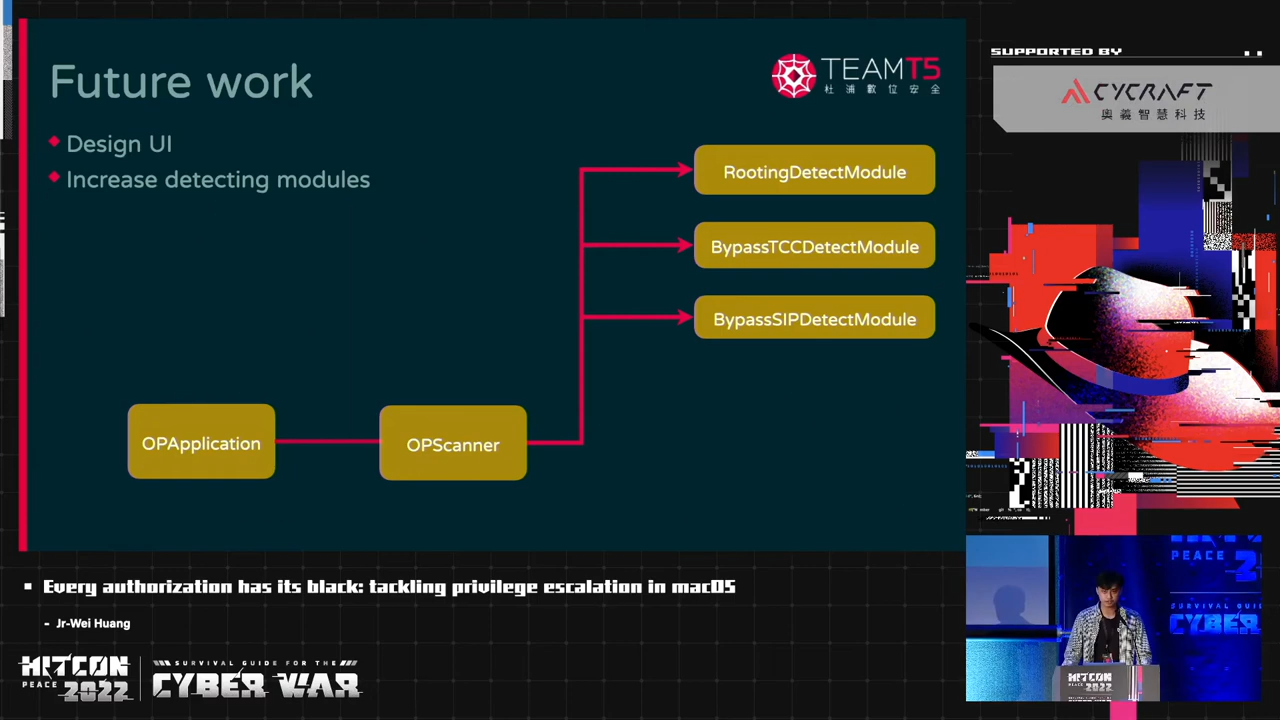 Future work
TEAMT5
杜浦數位安全
Design UI
Increase detecting modules
RootingDetectModule
BypassTCCDetectModule
BypassSIPDetectModule
OPApplication
OPScanner
SUPPORTED BY
CYCRAFT
奧義智慧科技
Every authorization has its black: tackling privilege escalation in macOS
- Jr-Wei Huang
HITCON
PEACE 2022
SURVIVAL GUIDE FOR THE
CYBER WAR
PEACE
2
SURVIVAL GUID
CYBER
HITCON
2022